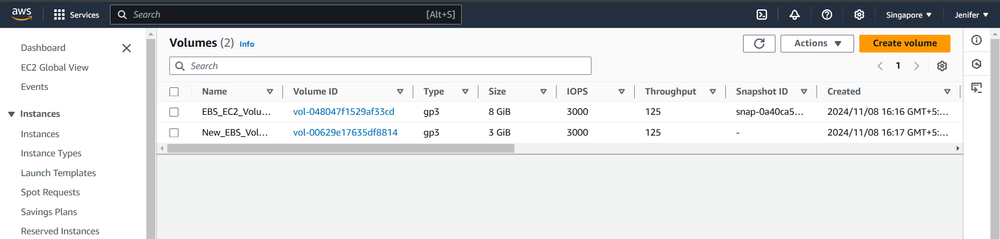 aws Services Search [Alt+S] Singapore Jenifer
Dashboard
EC2 Global View
Events
Instances
Instances
Instance Types
Launch Templates
Spot Requests
Savings Plans
Reserved Instances
Volumes (2) Info Actions Create volume
Search 1
Name Volume ID Type Size IOPS Throughput Snapshot ID Created
EBS_EC2_Volu... vol-048047f1529af33cd gp3 8 GiB 3000 125 snap-0a40ca5... 2024/11/08 16:16 GMT+5:...
New_EBS_Vol... vol-00629e17635df8814 gp3 3 GiB 3000 125 - 2024/11/08 16:17 GMT+5:...